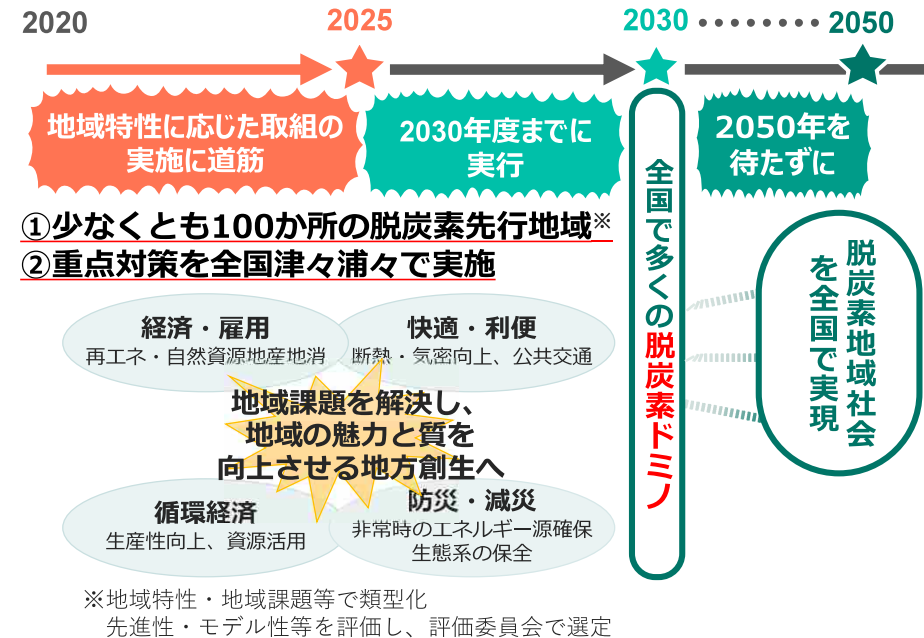 2020
2025
2030
2050
地域特性に応じた取組の
実施に道筋
2030年度までに
実行
2050年を
待たずに
①少なくとも100か所の脱炭素先行地域※
②重点対策を全国津々浦々で実施
経済・雇用
再エネ・自然資源地産地消
快適・利便
断熱・気密向上、公共交通
地域課題を解決し、
地域の魅力と質を
向上させる地方創生へ
循環経済
生産性向上、資源活用
防災・減災
非常時のエネルギー源確保
生態系の保全
全国で多くの脱炭素ドミノ
脱炭素地域社会
を全国で実現
※地域特性・地域課題等で類型化
先進性・モデル性等を評価し、評価委員会で選定